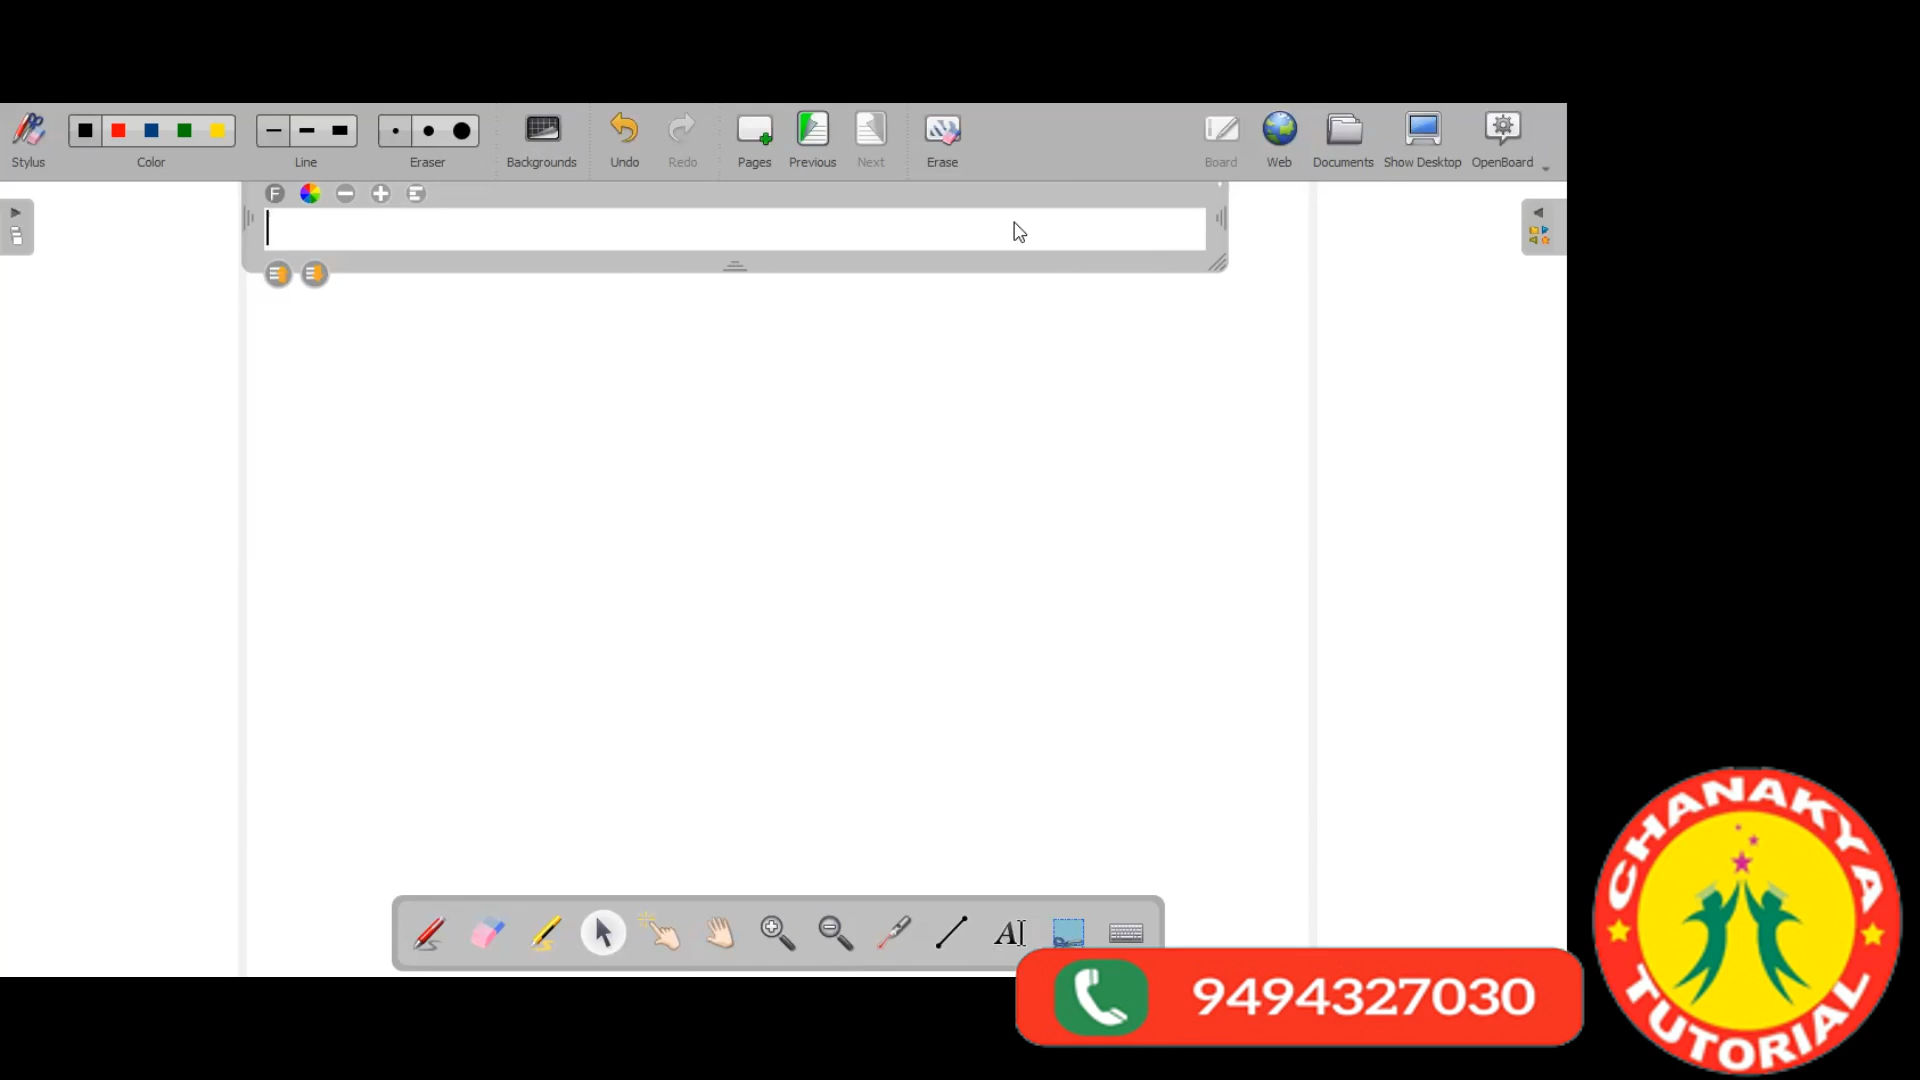 Stylus
Color
Line
Eraser
Backgrounds
Undo
Redo
Pages
Previous
Next
Erase
Board
Web
Documents
Show Desktop
OpenBoard
F
AI
9494327030
CHANAKYA
TUTORIAL